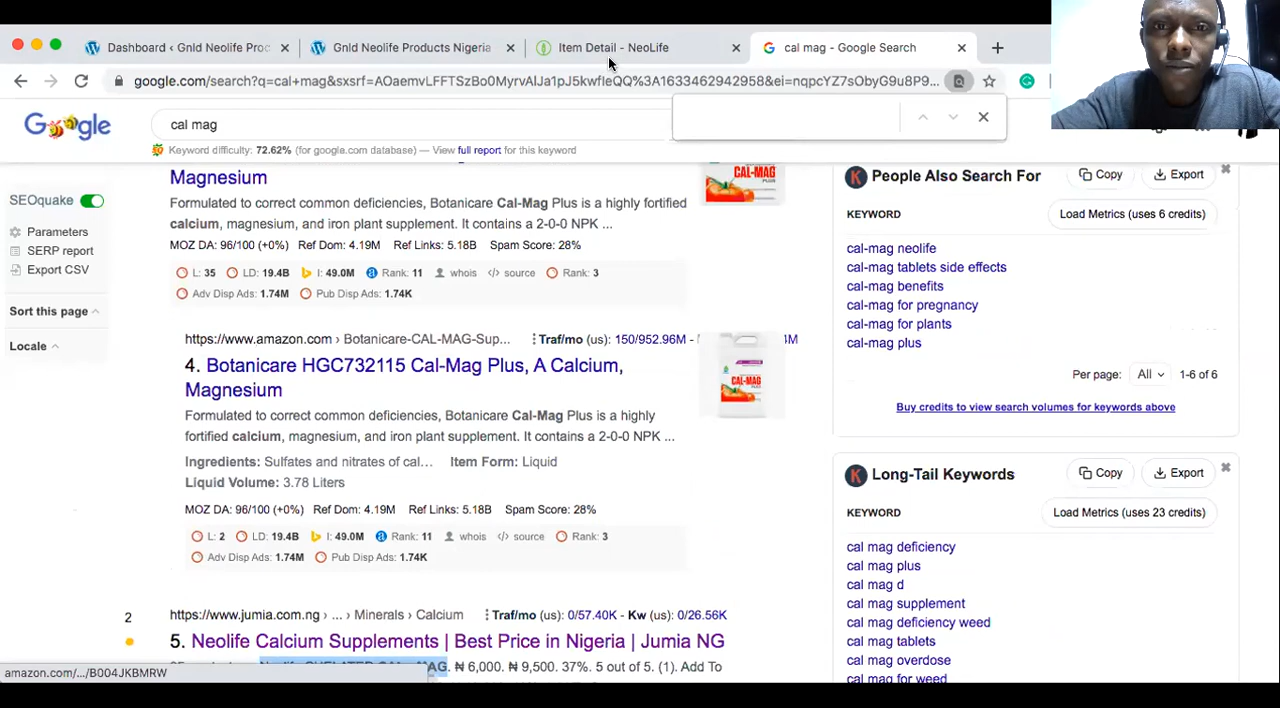 Dashboard ‹ Gnld Neolife Proc
Gnld Neolife Products Nigeria
Item Detail - NeoLife
cal mag - Google Search
google.com/search?q=cal+mag&sxsrf=AOaemvLFFTSzBo0MyrvAlJa1pJ5kwfIeQQ%3A1633462942958&ei=nqpcYZ7sObyG9u8P9...
Google
cal mag
Keyword difficulty: 72.62% (for google.com database) — View full report for this keyword
SEOquake
Parameters
SERP report
Export CSV
Sort this page
Locale
Magnesium
Formulated to correct common deficiencies, Botanicare Cal-Mag Plus is a highly fortified
calcium, magnesium, and iron plant supplement. It contains a 2-0-0 NPK ...
MOZ DA: 96/100 (+0%) Ref Dom: 4.19M Ref Links: 5.18B Spam Score: 28%
L: 35 LD: 19.4B I: 49.0M Rank: 11 whois </> source Rank: 3
Adv Disp Ads: 1.74M Pub Disp Ads: 1.74K
CAL-MAG
https://www.amazon.com › Botanicare-CAL-MAG-Sup... Traf/mo (us): 150/952.96M -
4M
4. Botanicare HGC732115 Cal-Mag Plus, A Calcium,
Magnesium
Formulated to correct common deficiencies, Botanicare Cal-Mag Plus is a highly
fortified calcium, magnesium, and iron plant supplement. It contains a 2-0-0 NPK ...
Ingredients: Sulfates and nitrates of cal... Item Form: Liquid
Liquid Volume: 3.78 Liters
MOZ DA: 96/100 (+0%) Ref Dom: 4.19M Ref Links: 5.18B Spam Score: 28%
L: 2 LD: 19.4B I: 49.0M Rank: 11 whois </> source Rank: 3
Adv Disp Ads: 1.74M Pub Disp Ads: 1.74K
CAL-MAG
2
https://www.jumia.com.ng › ... › Minerals › Calcium Traf/mo (us): 0/57.40K - Kw (us): 0/26.56K
5. Neolife Calcium Supplements | Best Price in Nigeria | Jumia NG
MAG. ₦ 6,000. ₦ 9,500. 37%. 5 out of 5. (1). Add To
amazon.com/.../B004JKBMRW
People Also Search For
Copy
Export
KEYWORD
Load Metrics (uses 6 credits)
cal-mag neolife
cal-mag tablets side effects
cal-mag benefits
cal-mag for pregnancy
cal-mag for plants
cal-mag plus
Per page: All 1-6 of 6
Buy credits to view search volumes for keywords above
Long-Tail Keywords
Copy
Export
KEYWORD
Load Metrics (uses 23 credits)
cal mag deficiency
cal mag plus
cal mag d
cal mag supplement
cal mag deficiency weed
cal mag tablets
cal mag overdose
cal mag for weed